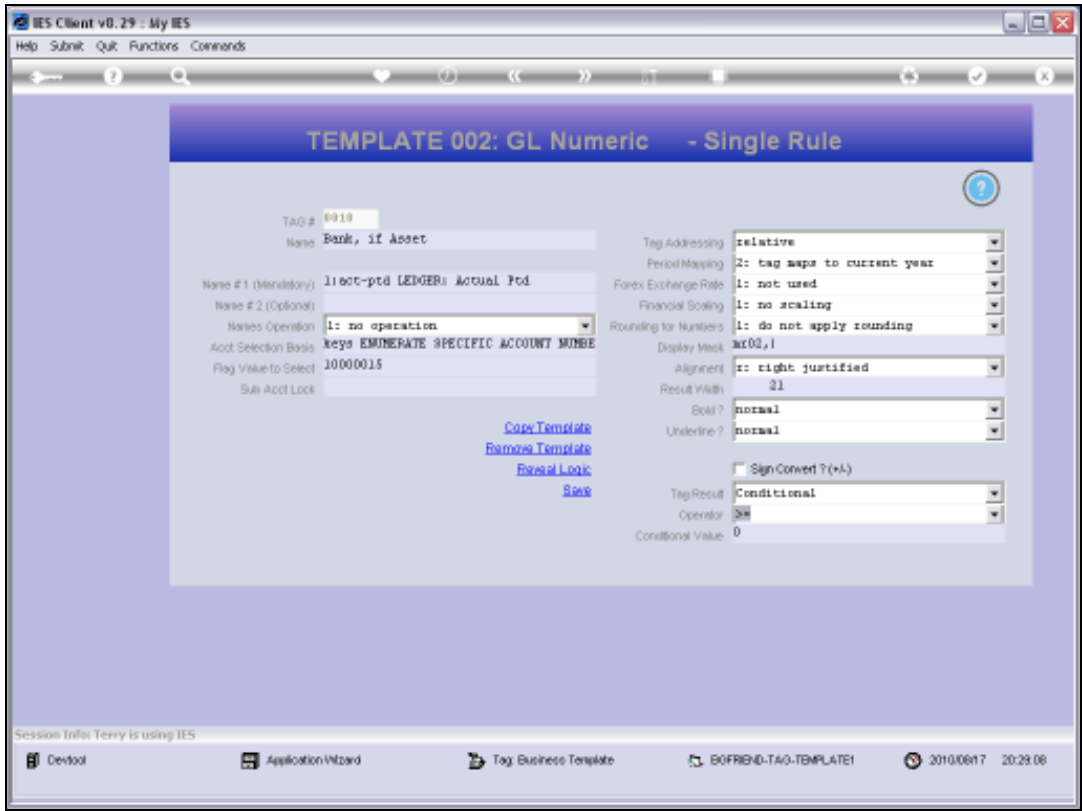 IES Client v8.29 : My IES
Help Submit Quit Functions Commands
TEMPLATE 002: GL Numeric - Single Rule
TAG # 0010
Name Bank, if Asset
Name # 1 (Mandatory) 1:act-ptd LEDGER: Actual Ptd
Name # 2 (Optional)
Names Operation 1: no operation
Acct Selection Basis keys ENUMERATE SPECIFIC ACCOUNT NUMBE
Flag Value to Select 10000015
Sub Acct Lock
Copy Template
Remove Template
Reveal Logic
Save
Tag Addressing relative
Period Mapping 2: tag maps to current year
Forex Exchange Rate 1: not used
Financial Scaling 1: no scaling
Rounding for Numbers 1: do not apply rounding
Display Mask mr02,|
Alignment r: right justified
Result Width 21
Bold ? normal
Underline ? normal
Sign Convert ? (+/-)
Tag Result Conditional
Operator >=
Conditional Value 0
Session Info: Terry is using IES
Devtool Application Wizard Tag: Business Template BOFRIEND-TAG-TEMPLATE1 2010/08/17 20:29:08